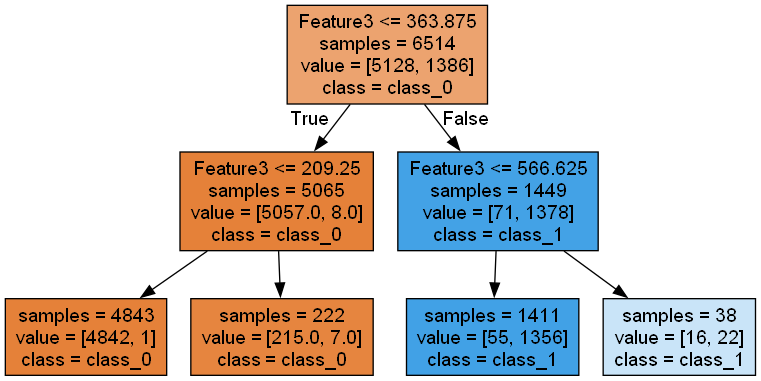 Feature3 <= 363.875
samples = 6514
value = [5128, 1386]
class = class_0
True
False
Feature3 <= 209.25
samples = 5065
value = [5057.0, 8.0]
class = class_0
Feature3 <= 566.625
samples = 1449
value = [71, 1378]
class = class_1
samples = 4843
value = [4842, 1]
class = class_0
samples = 222
value = [215.0, 7.0]
class = class_0
samples = 1411
value = [55, 1356]
class = class_1
samples = 38
value = [16, 22]
class = class_1